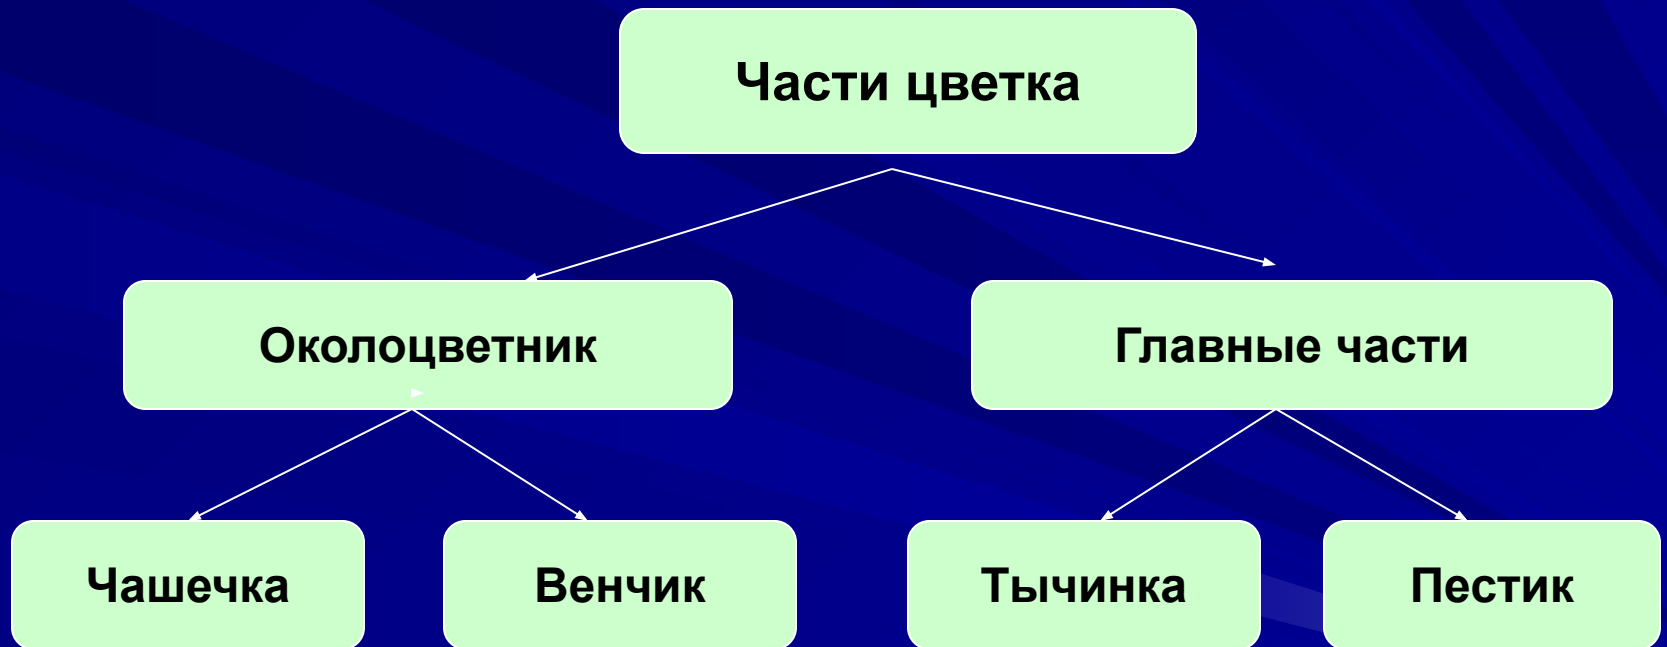 Части цветка
Околоцветник
Главные части
Чашечка
Венчик
Тычинка
Пестик